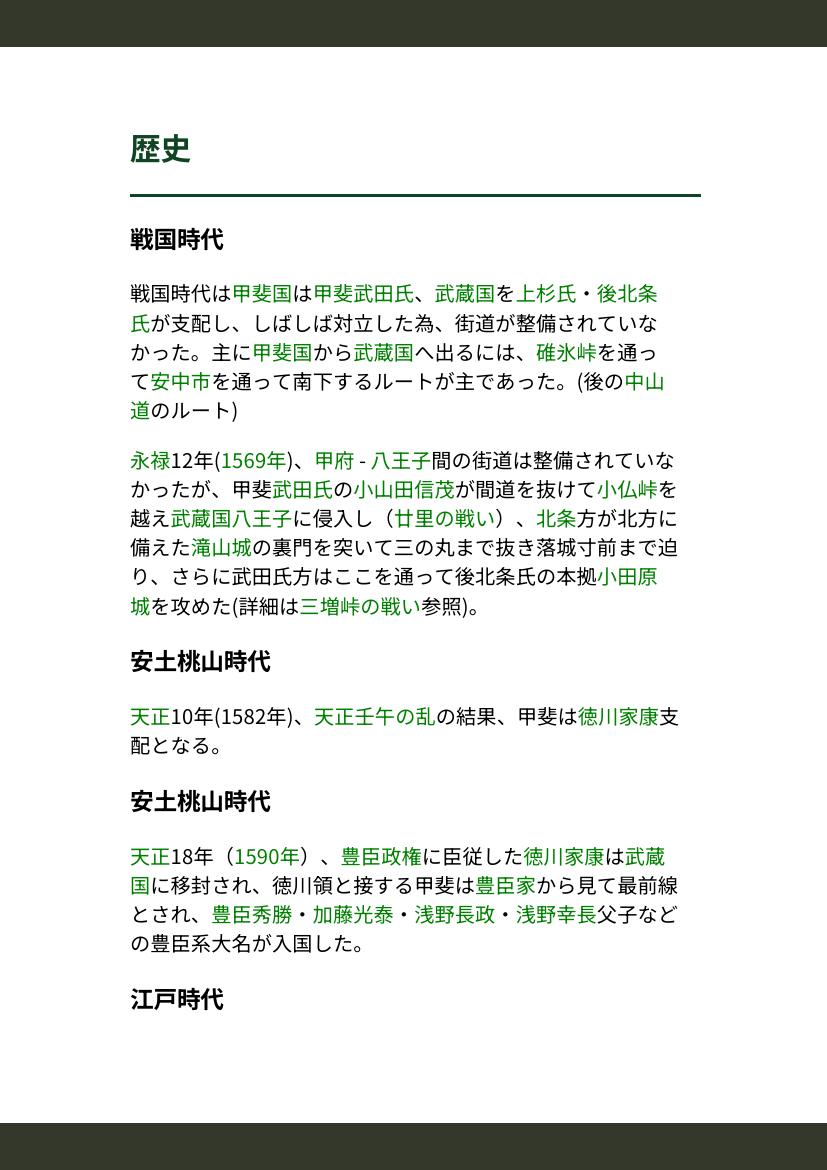 歴史
戦国時代
戦国時代は甲斐国は甲斐武田氏、武蔵国を上杉氏・後北条
氏が支配し、しばしば対立した為、街道が整備されていな
かった。主に甲斐国から武蔵国へ出るには、碓氷峠を通っ
て安中市を通って南下するルートが主であった。(後の中山
道のルート)
永禄12年(1569年)、甲府 - 八王子間の街道は整備されていな
かったが、甲斐武田氏の小山田信茂が間道を抜けて小仏峠を
越え武蔵国八王子に侵入し（廿里の戦い）、北条方が北方に
備えた滝山城の裏門を突いて三の丸まで抜き落城寸前まで迫
り、さらに武田氏方はここを通って後北条氏の本拠小田原
城を攻めた(詳細は三増峠の戦い参照)。
安土桃山時代
天正10年(1582年)、天正壬午の乱の結果、甲斐は徳川家康支
配となる。
安土桃山時代
天正18年（1590年）、豊臣政権に臣従した徳川家康は武蔵
国に移封され、徳川領と接する甲斐は豊臣家から見て最前線
とされ、豊臣秀勝・加藤光泰・浅野長政・浅野幸長父子など
の豊臣系大名が入国した。
江戸時代